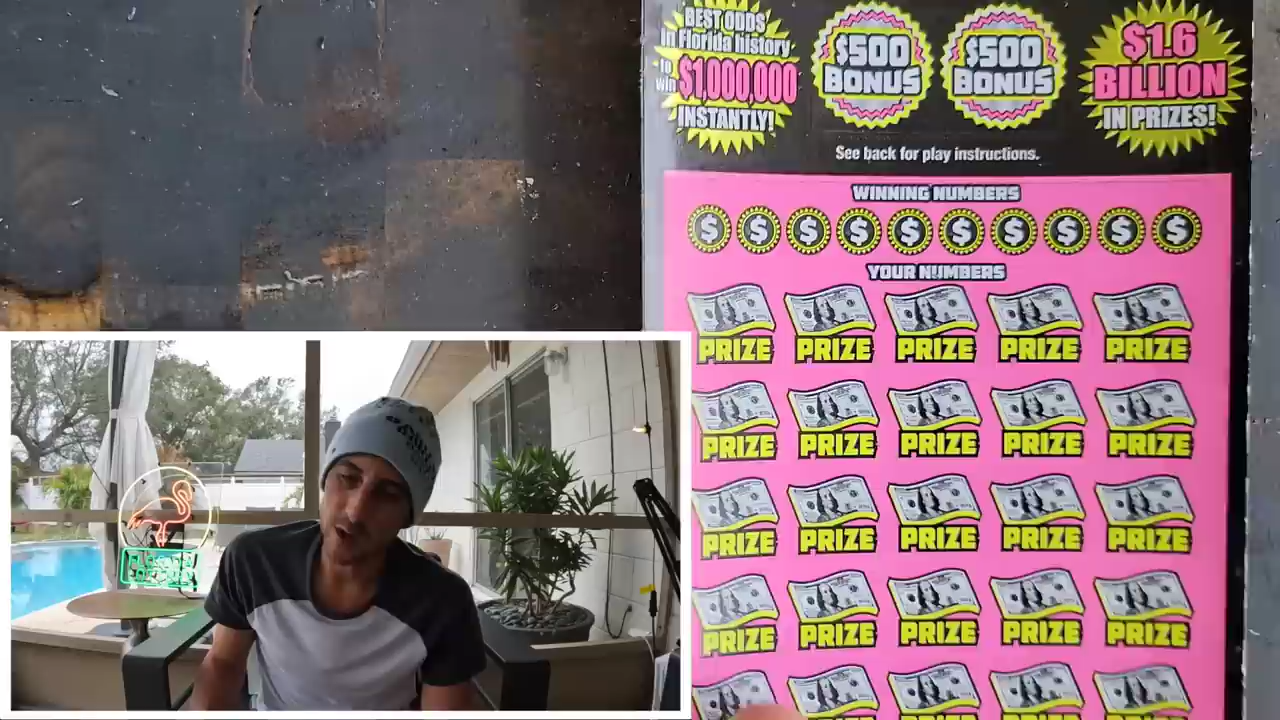 BEST ODDS
in Florida history
to win $1,000,000
INSTANTLY!
$500
BONUS
$500
BONUS
$1.6
BILLION
IN PRIZES!
See back for play instructions.
WINNING NUMBERS
$ $ $ $ $ $ $ $ $ $
YOUR NUMBERS
PRIZE PRIZE PRIZE PRIZE PRIZE
PRIZE PRIZE PRIZE PRIZE PRIZE
PRIZE PRIZE PRIZE PRIZE PRIZE
PRIZE PRIZE PRIZE PRIZE PRIZE
FLORIDA
LOTTERY